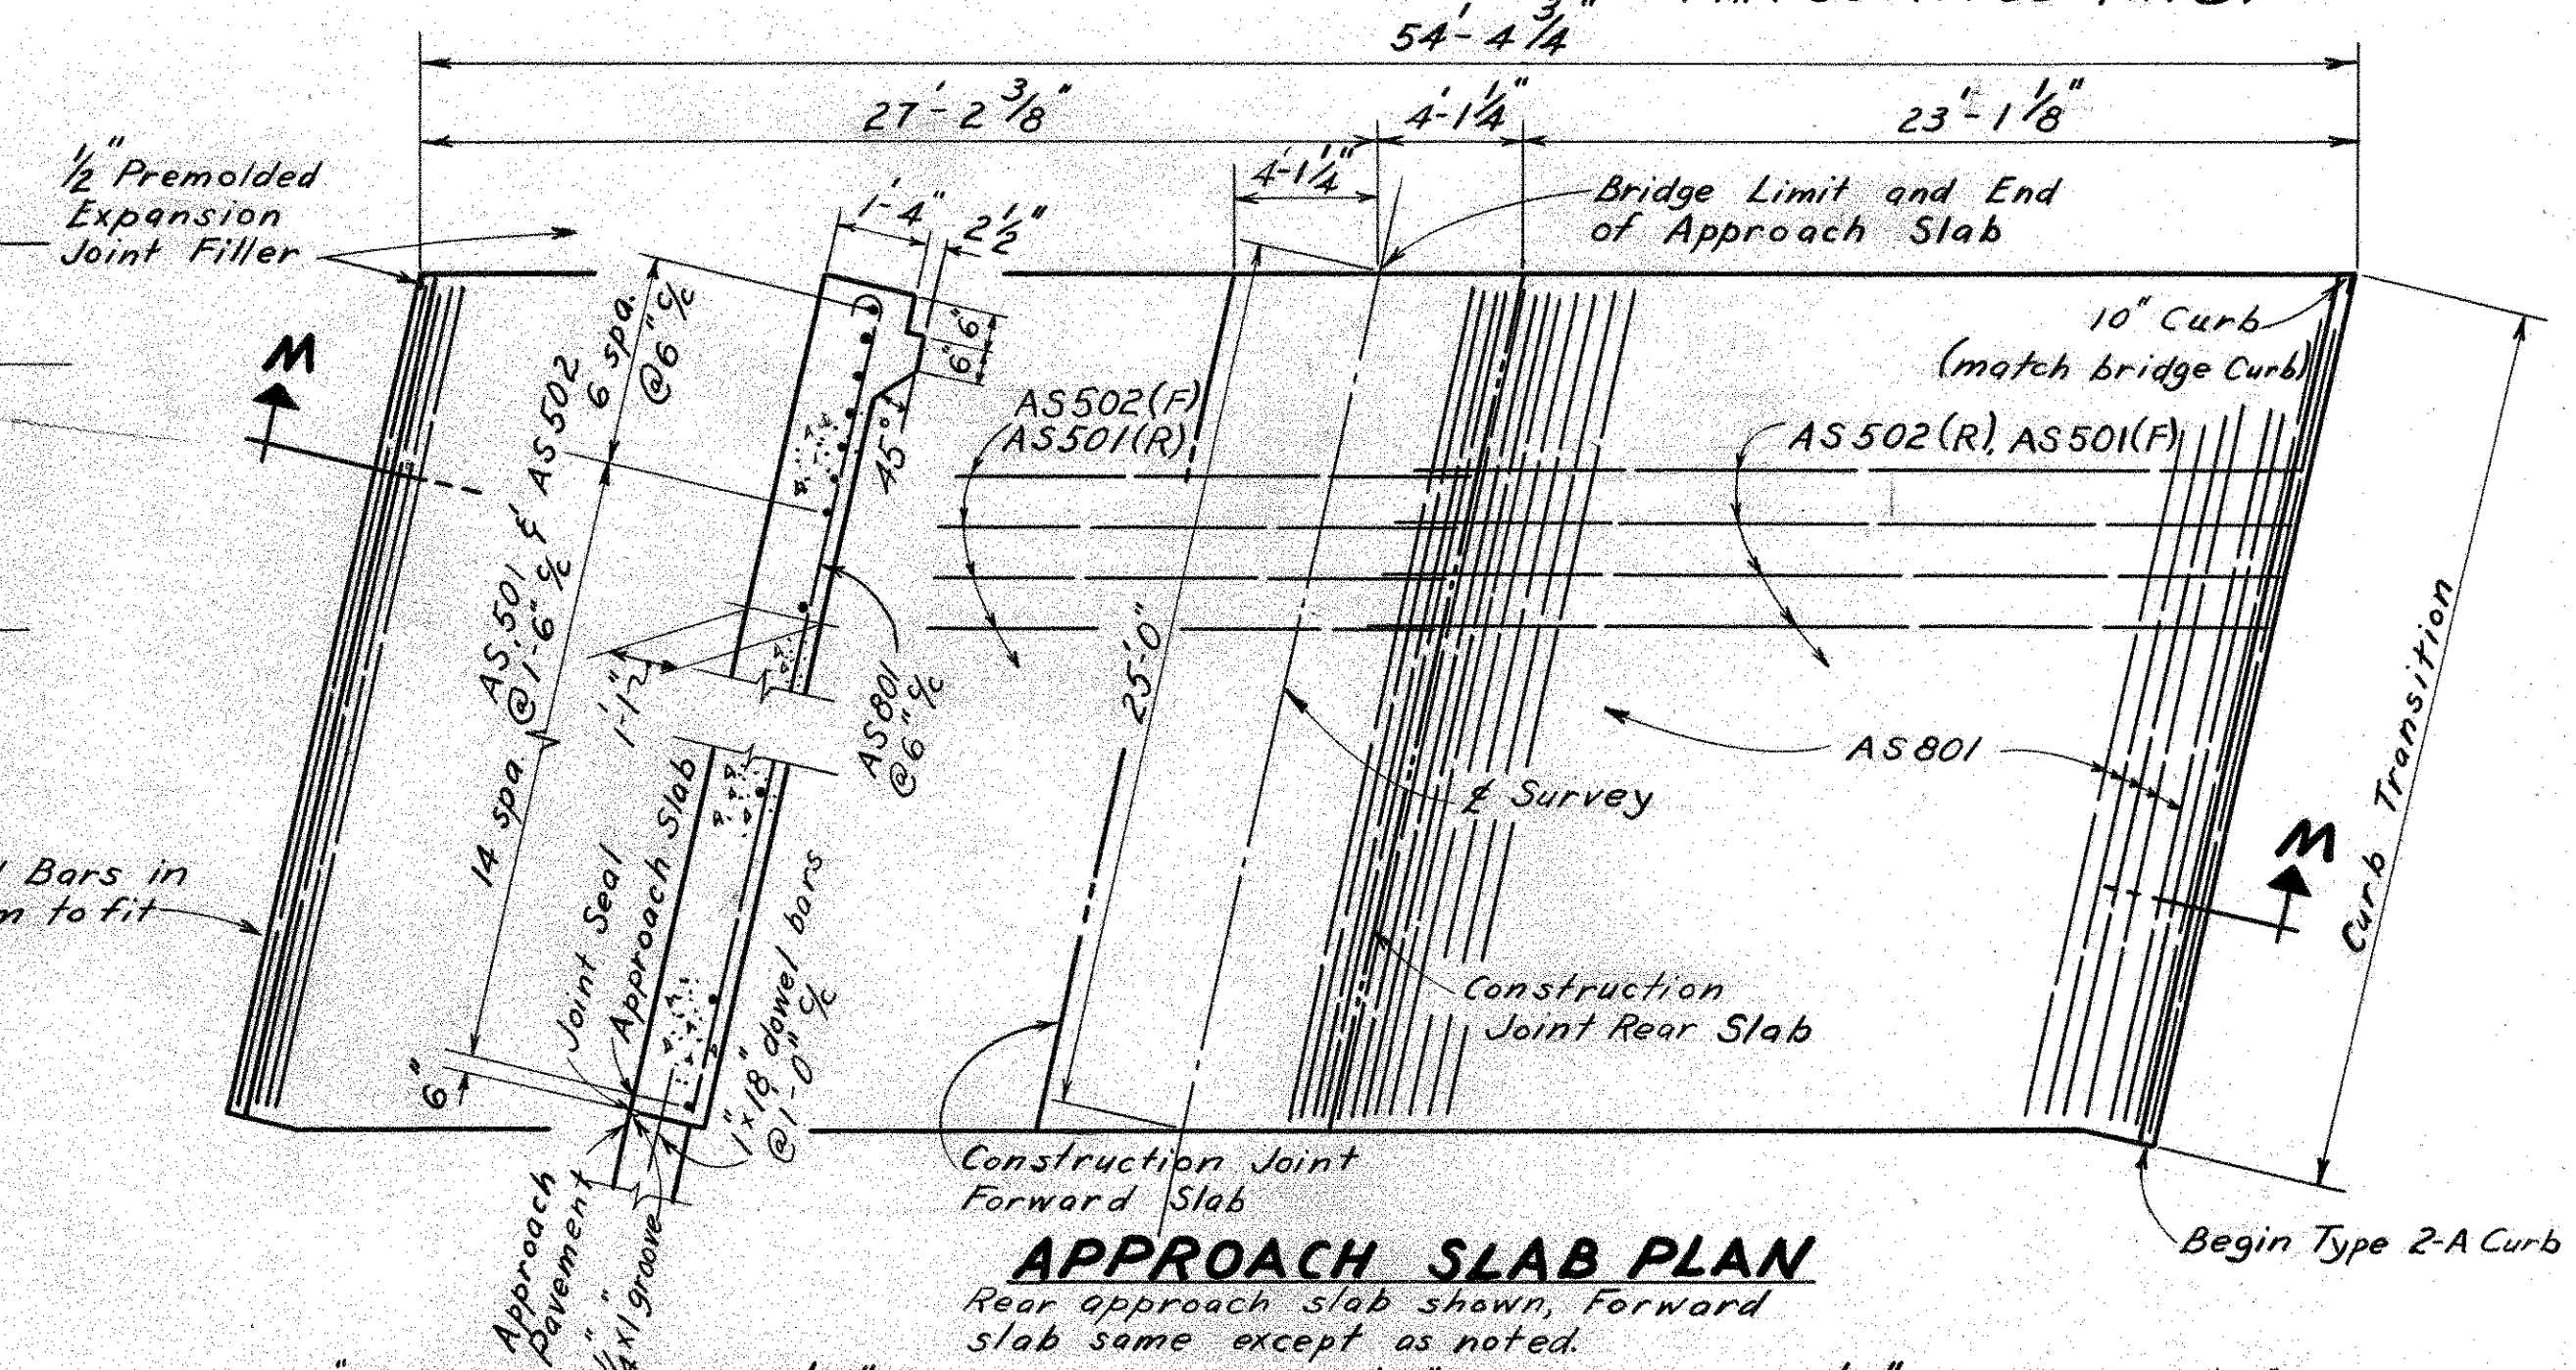 54'-4 3/4"
27'-2 3/8"
4'-1 1/4"
23'-1 1/8"
4'-1 1/4"
1/2" Premolded
Expansion
Joint Filler
1'-4"
2 1/2"
Bridge Limit and End
of Approach Slab
10" Curb
(match bridge Curb)
6"
6"
45°
M
AS502
6 spa.
@6" c/c
AS502(F)
AS501(R)
AS502(R), AS501(F)
14 spa. AS501 & AS502
@1'-6" c/c
1'-1"
AS801
@6" c/c
25'-0"
AS801
℄ Survey
Curb Transition
M
Bars in
to fit
6"
Joint Seal
Approach Slab
1"x18" dowel bars
@1'-0" c/c
Construction
Joint Rear Slab
Construction Joint
Forward Slab
Approach
Pavement
x1" groove
Begin Type 2-A Curb
APPROACH SLAB PLAN
Rear approach slab shown, Forward
slab same except as noted.